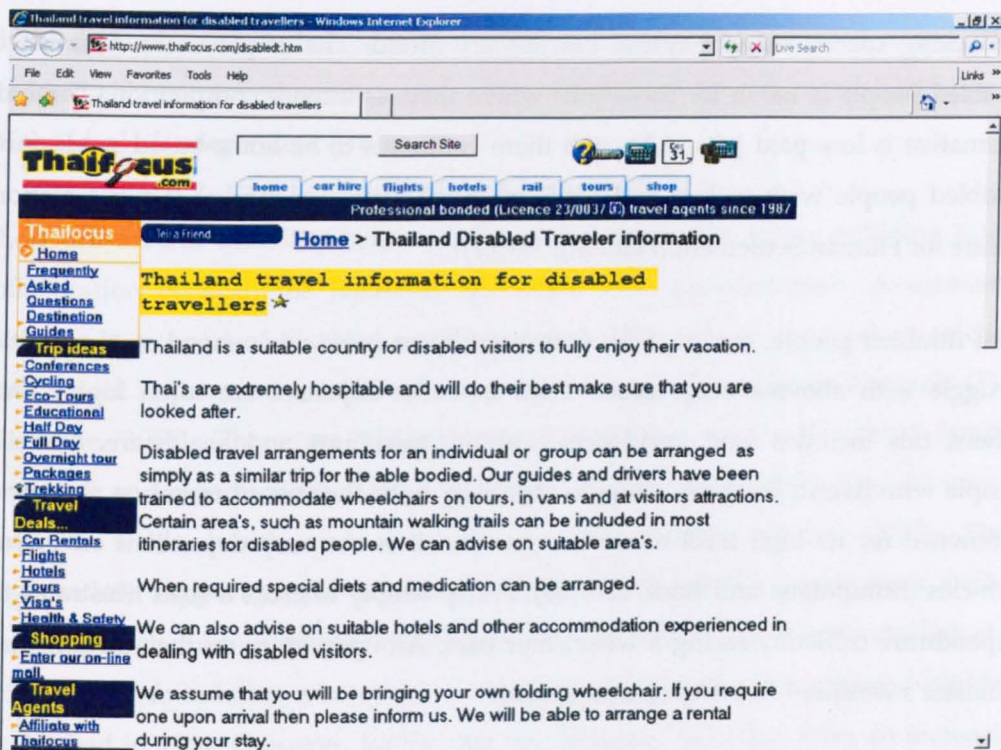 Thailand travel information for disabled travellers - Windows Internet Explorer
http://www.thaifocus.com/disabledt.htm
Live Search
File Edit View Favorites Tools Help
Links »
Thailand travel information for disabled travellers
Thaifocus
.com
Search Site
31
home car hire flights hotels rail tours shop
Professional bonded (Licence 23/0037) travel agents since 1987
Thaifocus
Tell a Friend
Home > Thailand Disabled Traveler information
Home
Frequently
Asked
Questions
Destination
Guides
Trip ideas
Conferences
Cycling
Eco-Tours
Educational
Half Day
Full Day
Overnight tour
Packages
Trekking
Travel
Deals...
Car Rentals
Flights
Hotels
Tours
Visa's
Health & Safety
Shopping
Enter our on-line
mall.
Travel
Agents
Affiliate with
Thaifocus
Thailand travel information for disabled
travellers
Thailand is a suitable country for disabled visitors to fully enjoy their vacation.
Thai's are extremely hospitable and will do their best make sure that you are
looked after.
Disabled travel arrangements for an individual or group can be arranged as
simply as similar trip for the able bodied. Our guides and drivers have been
trained to accommodate wheelchairs on tours, in vans and at visitors attractions.
Certain area's, such as mountain walking trails can be included in most
itineraries for disabled people. We can advise on suitable area's.
When required special diets and medication can be arranged.
We can also advise on suitable hotels and other accommodation experienced in
dealing with disabled visitors.
We assume that you will be bringing your own folding wheelchair. If you require
one upon arrival then please inform us. We will be able to arrange a rental
during your stay.